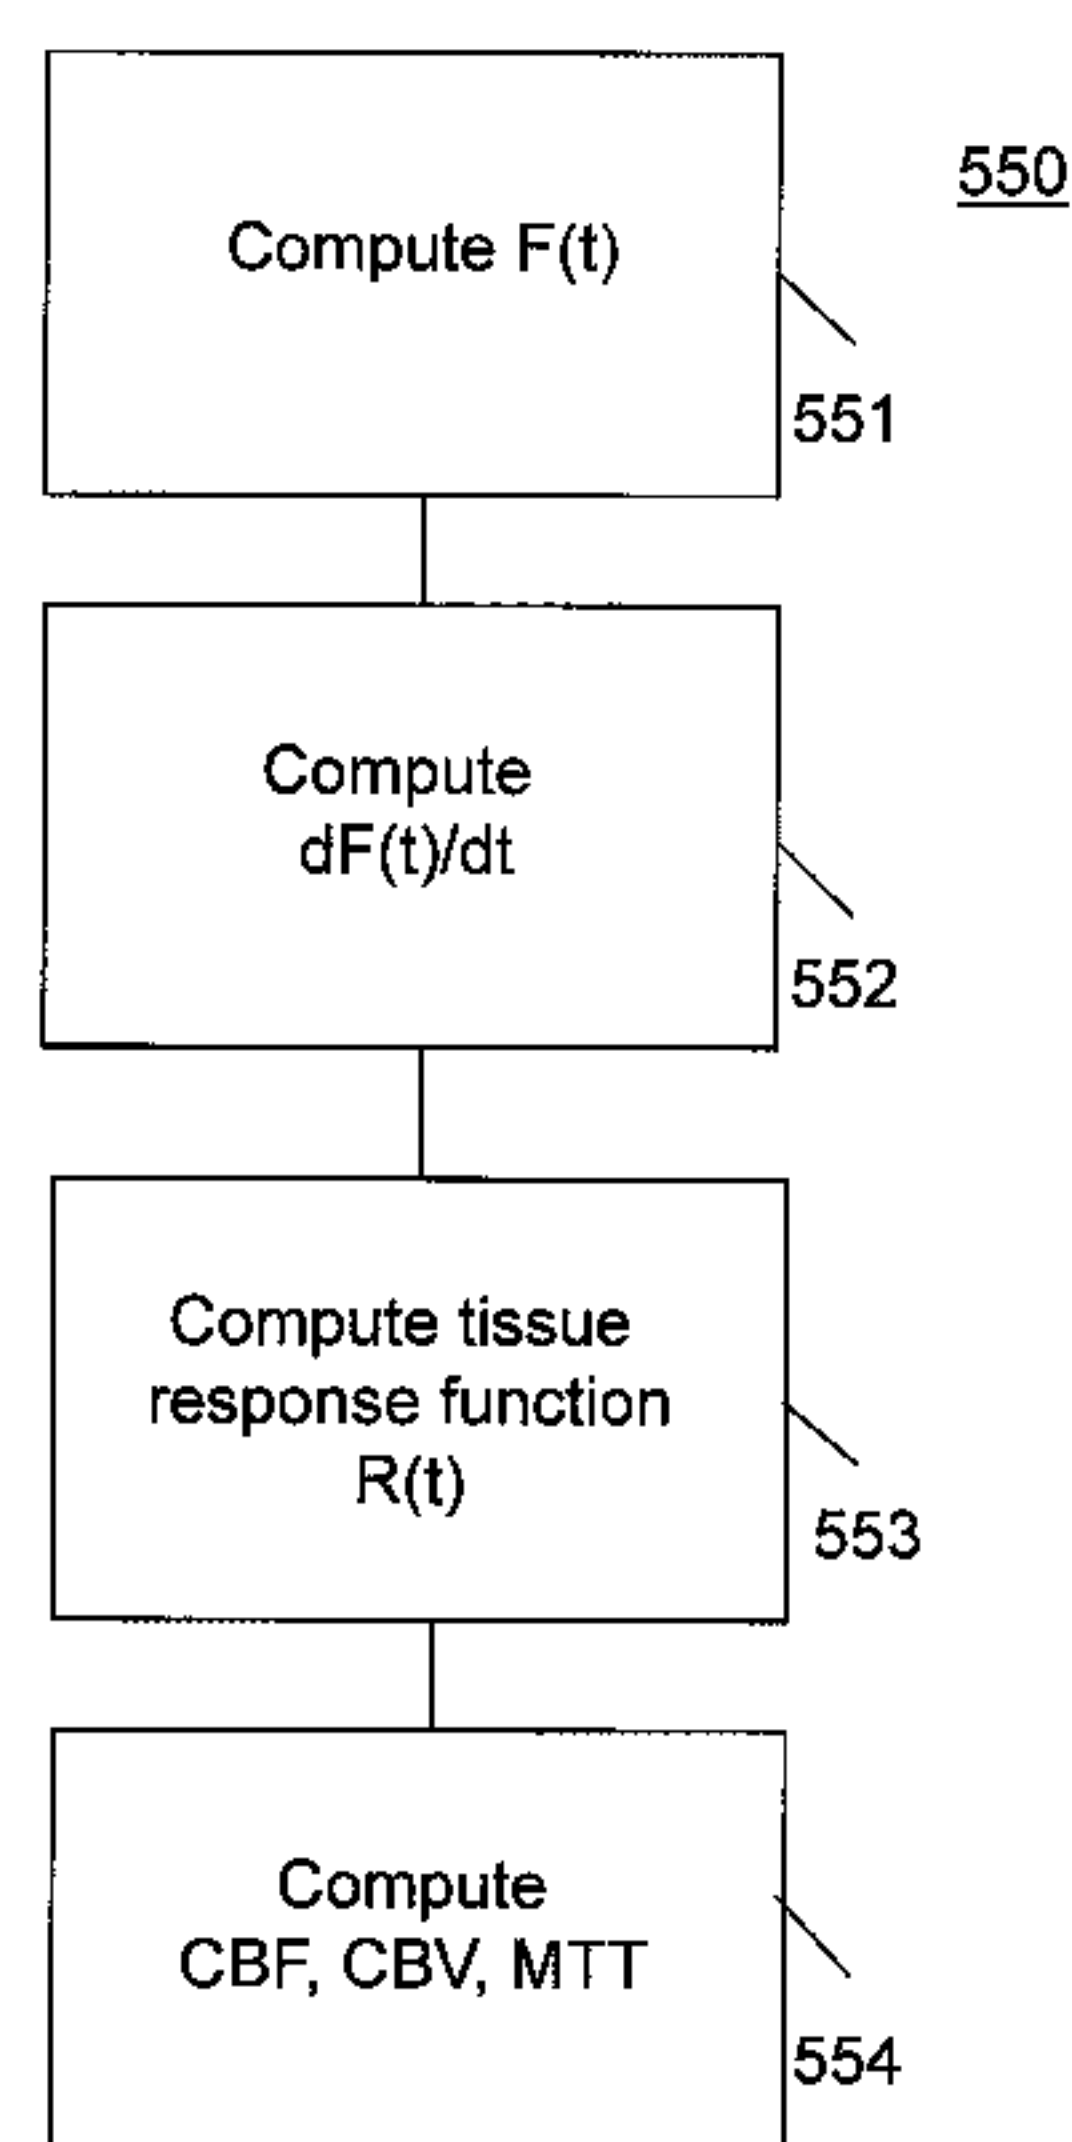 550
Compute F(t)
551
Compute
dF(t)/dt
552
Compute tissue
response function
R(t)
553
Compute
CBF, CBV, MTT
554